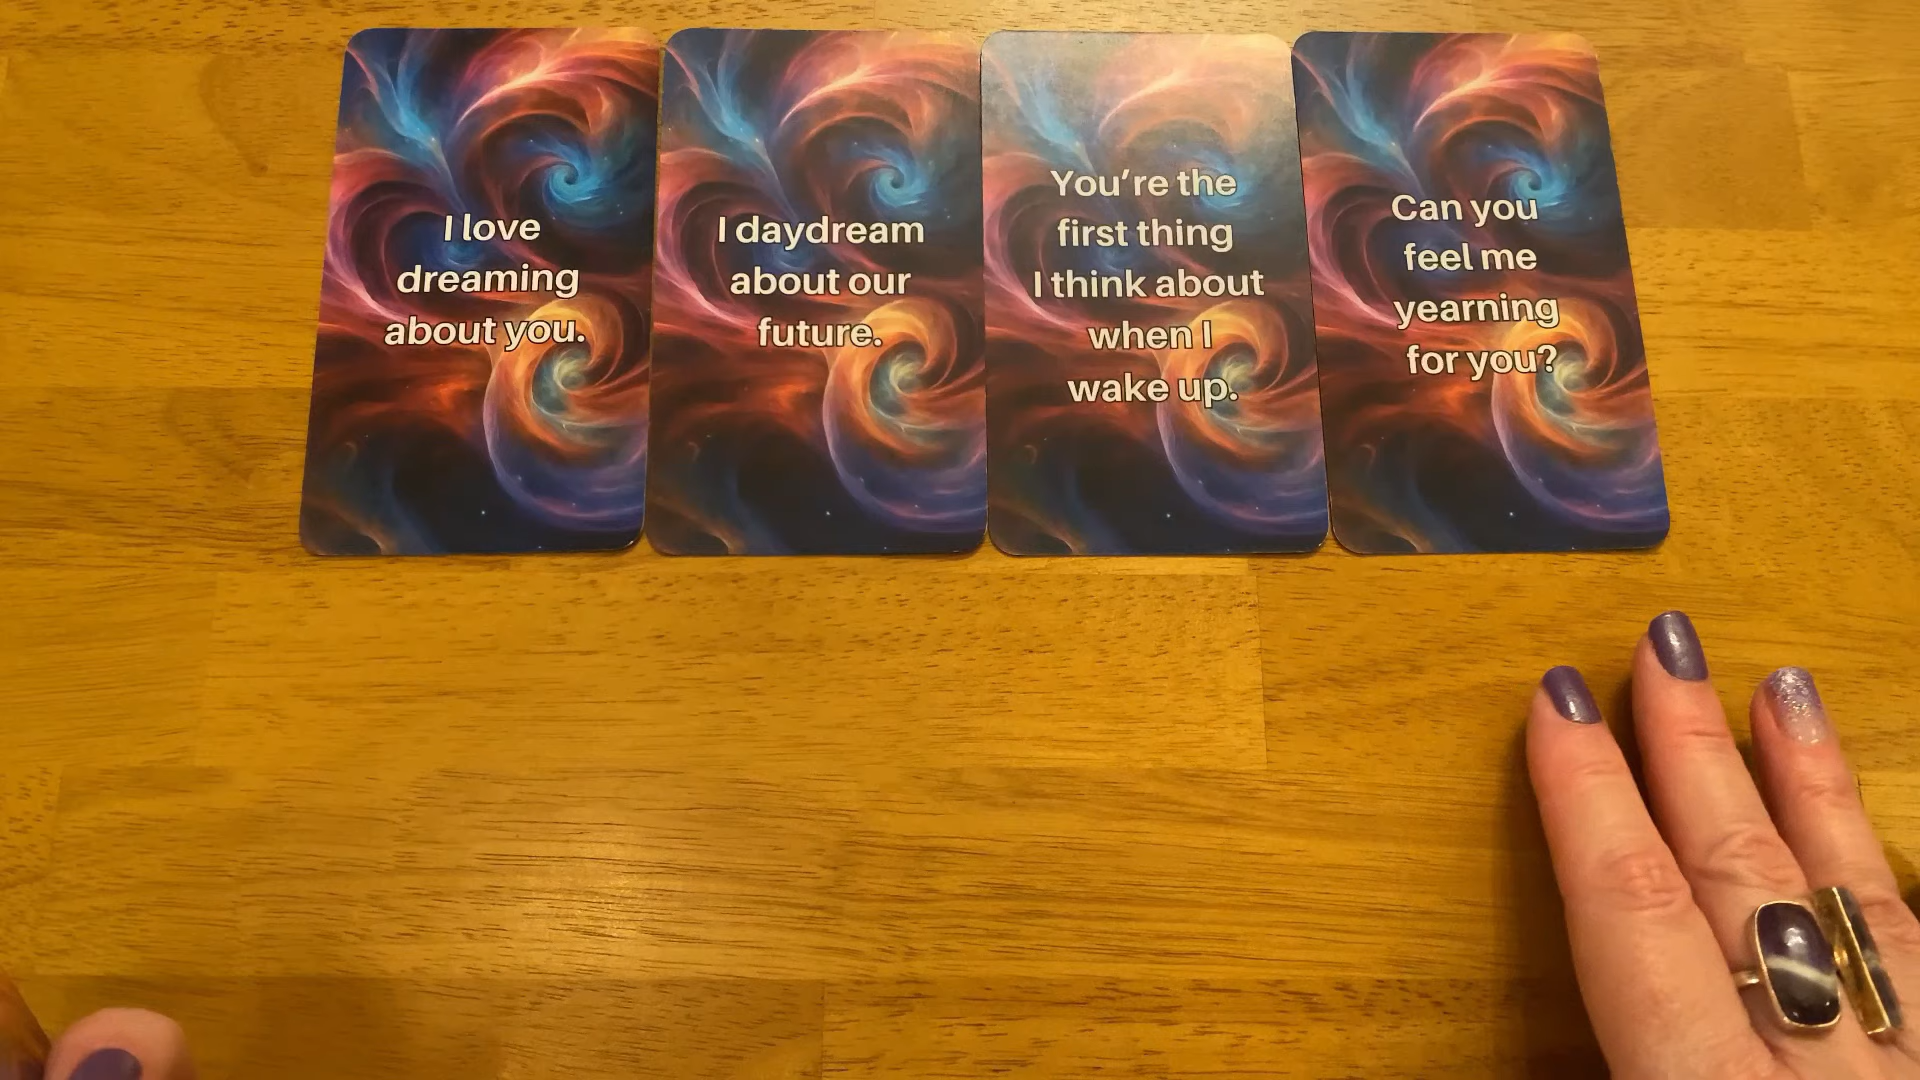 I love
dreaming
about you.
I daydream
about our
future.
You're the
first thing
I think about
when I
wake up.
Can you
feel me
yearning
for you?